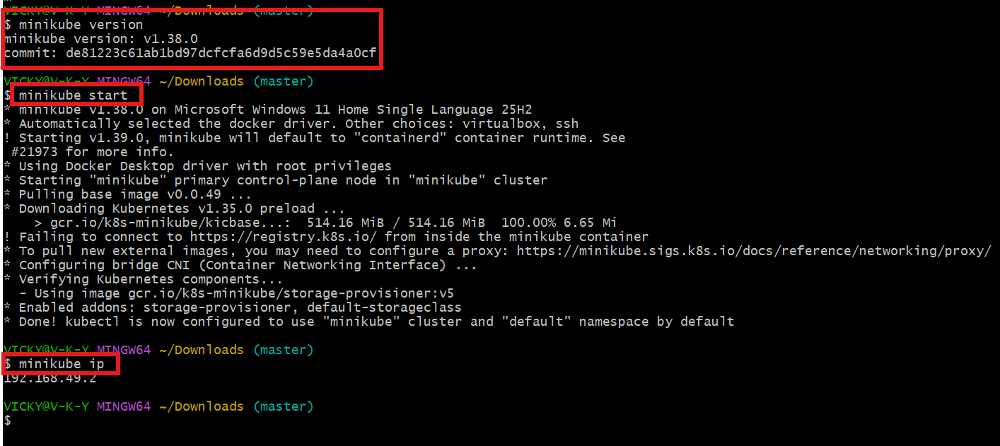 VICKY@V-K-Y MINGW64 ~/Downloads (master)
$ minikube version
minikube version: v1.38.0
commit: de81223c61ab1bd97dcfcfa6d9d5c59e5da4a0cf
VICKY@V-K-Y MINGW64 ~/Downloads (master)
$ minikube start
* minikube v1.38.0 on Microsoft Windows 11 Home Single Language 25H2
* Automatically selected the docker driver. Other choices: virtualbox, ssh
! Starting v1.39.0, minikube will default to "containerd" container runtime. See
#21973 for more info.
* Using Docker Desktop driver with root privileges
* Starting "minikube" primary control-plane node in "minikube" cluster
* Pulling base image v0.0.49 ...
* Downloading Kubernetes v1.35.0 preload ...
> gcr.io/k8s-minikube/kicbase...:  514.16 MiB / 514.16 MiB  100.00% 6.65 Mi
! Failing to connect to https://registry.k8s.io/ from inside the minikube container
* To pull new external images, you may need to configure a proxy: https://minikube.sigs.k8s.io/docs/reference/networking/proxy/
* Configuring bridge CNI (Container Networking Interface) ...
* Verifying Kubernetes components...
- Using image gcr.io/k8s-minikube/storage-provisioner:v5
* Enabled addons: storage-provisioner, default-storageclass
* Done! kubectl is now configured to use "minikube" cluster and "default" namespace by default
VICKY@V-K-Y MINGW64 ~/Downloads (master)
$ minikube ip
192.168.49.2
VICKY@V-K-Y MINGW64 ~/Downloads (master)
$